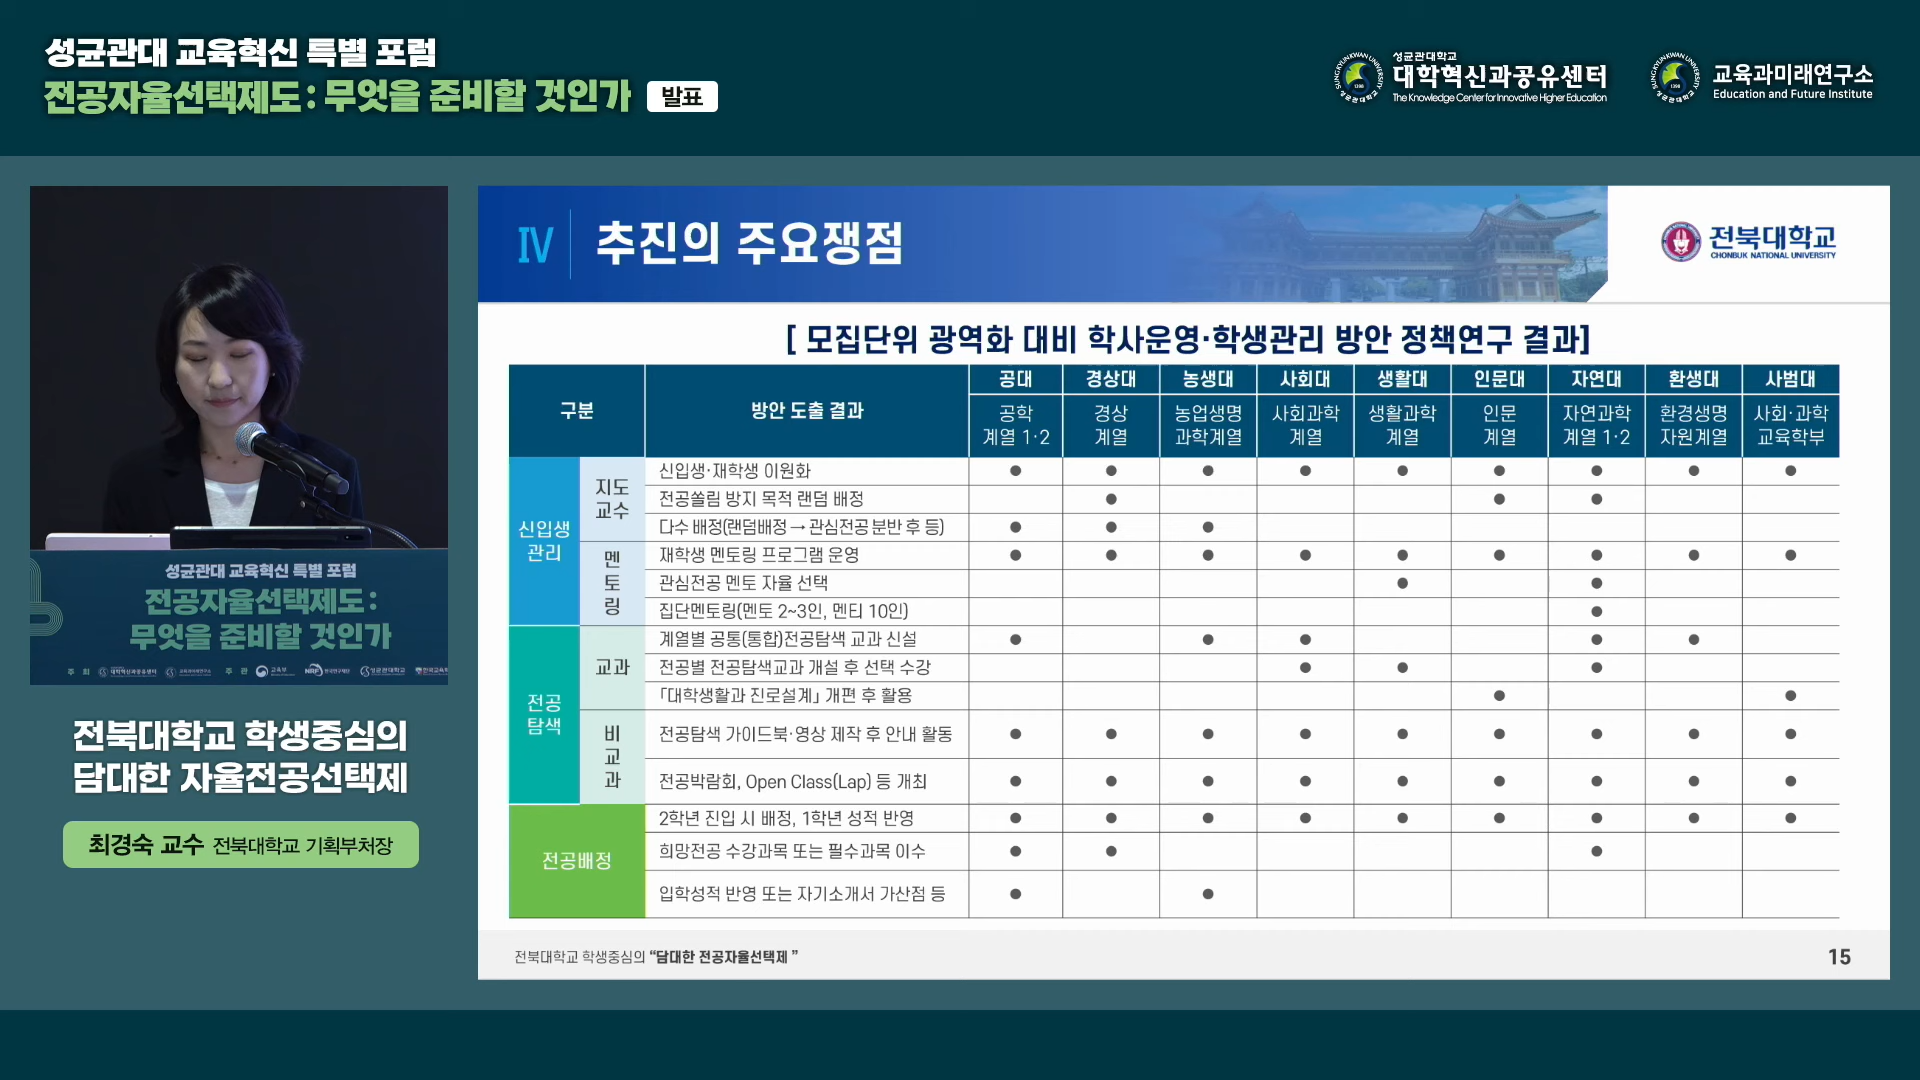 성균관대 교육혁신 특별 포럼
전공자율선택제도 : 무엇을 준비할 것인가 발표
성균관대학교
대학혁신과공유센터
The Knowledge Center for Innovative Higher Education
교육과미래연구소
Education and Future Institute
성균관대 교육혁신 특별 포럼
전공자율선택제도 :
무엇을 준비할 것인가
전북대학교 학생중심의
담대한 자율전공선택제
최경숙 교수 전북대학교 기획부처장
Ⅳ 추진의 주요쟁점
전북대학교
CHONBUK NATIONAL UNIVERSITY
[ 모집단위 광역화 대비 학사운영·학생관리 방안 정책연구 결과]
구분 방안 도출 결과 공대 경상대 농생대 사회대 생활대 인문대 자연대 환생대 사범대
공학 계열 1·2 경상 계열 농업생명 과학계열 사회과학 계열 생활과학 계열 인문 계열 자연과학 계열 1·2 환경생명 자원계열 사회·과학 교육학부
신입생 관리 지도 교수 신입생·재학생 이원화 ● ● ● ● ● ● ● ● ●
전공쏠림 방지 목적 랜덤 배정 ● ● ●
다수 배정(랜덤배정 → 관심전공 분반 후 등) ● ● ●
멘토링 재학생 멘토링 프로그램 운영 ● ● ● ● ● ● ● ● ●
관심전공 멘토 자율 선택 ● ●
집단멘토링(멘토 2~3인, 멘티 10인) ●
전공 탐색 교과 계열별 공통(통합)전공탐색 교과 신설 ● ● ● ● ●
전공별 전공탐색교과 개설 후 선택 수강 ● ● ●
「대학생활과 진로설계」 개편 후 활용 ● ●
비교과 전공탐색 가이드북·영상 제작 후 안내 활동 ● ● ● ● ● ● ● ● ●
전공박람회, Open Class(Lap) 등 개최 ● ● ● ● ● ● ● ● ●
전공배정 2학년 진입 시 배정, 1학년 성적 반영 ● ● ● ● ● ● ● ● ●
희망전공 수강과목 또는 필수과목 이수 ● ● ●
입학성적 반영 또는 자기소개서 가산점 등 ● ●
전북대학교 학생중심의 “담대한 전공자율선택제 ”
15